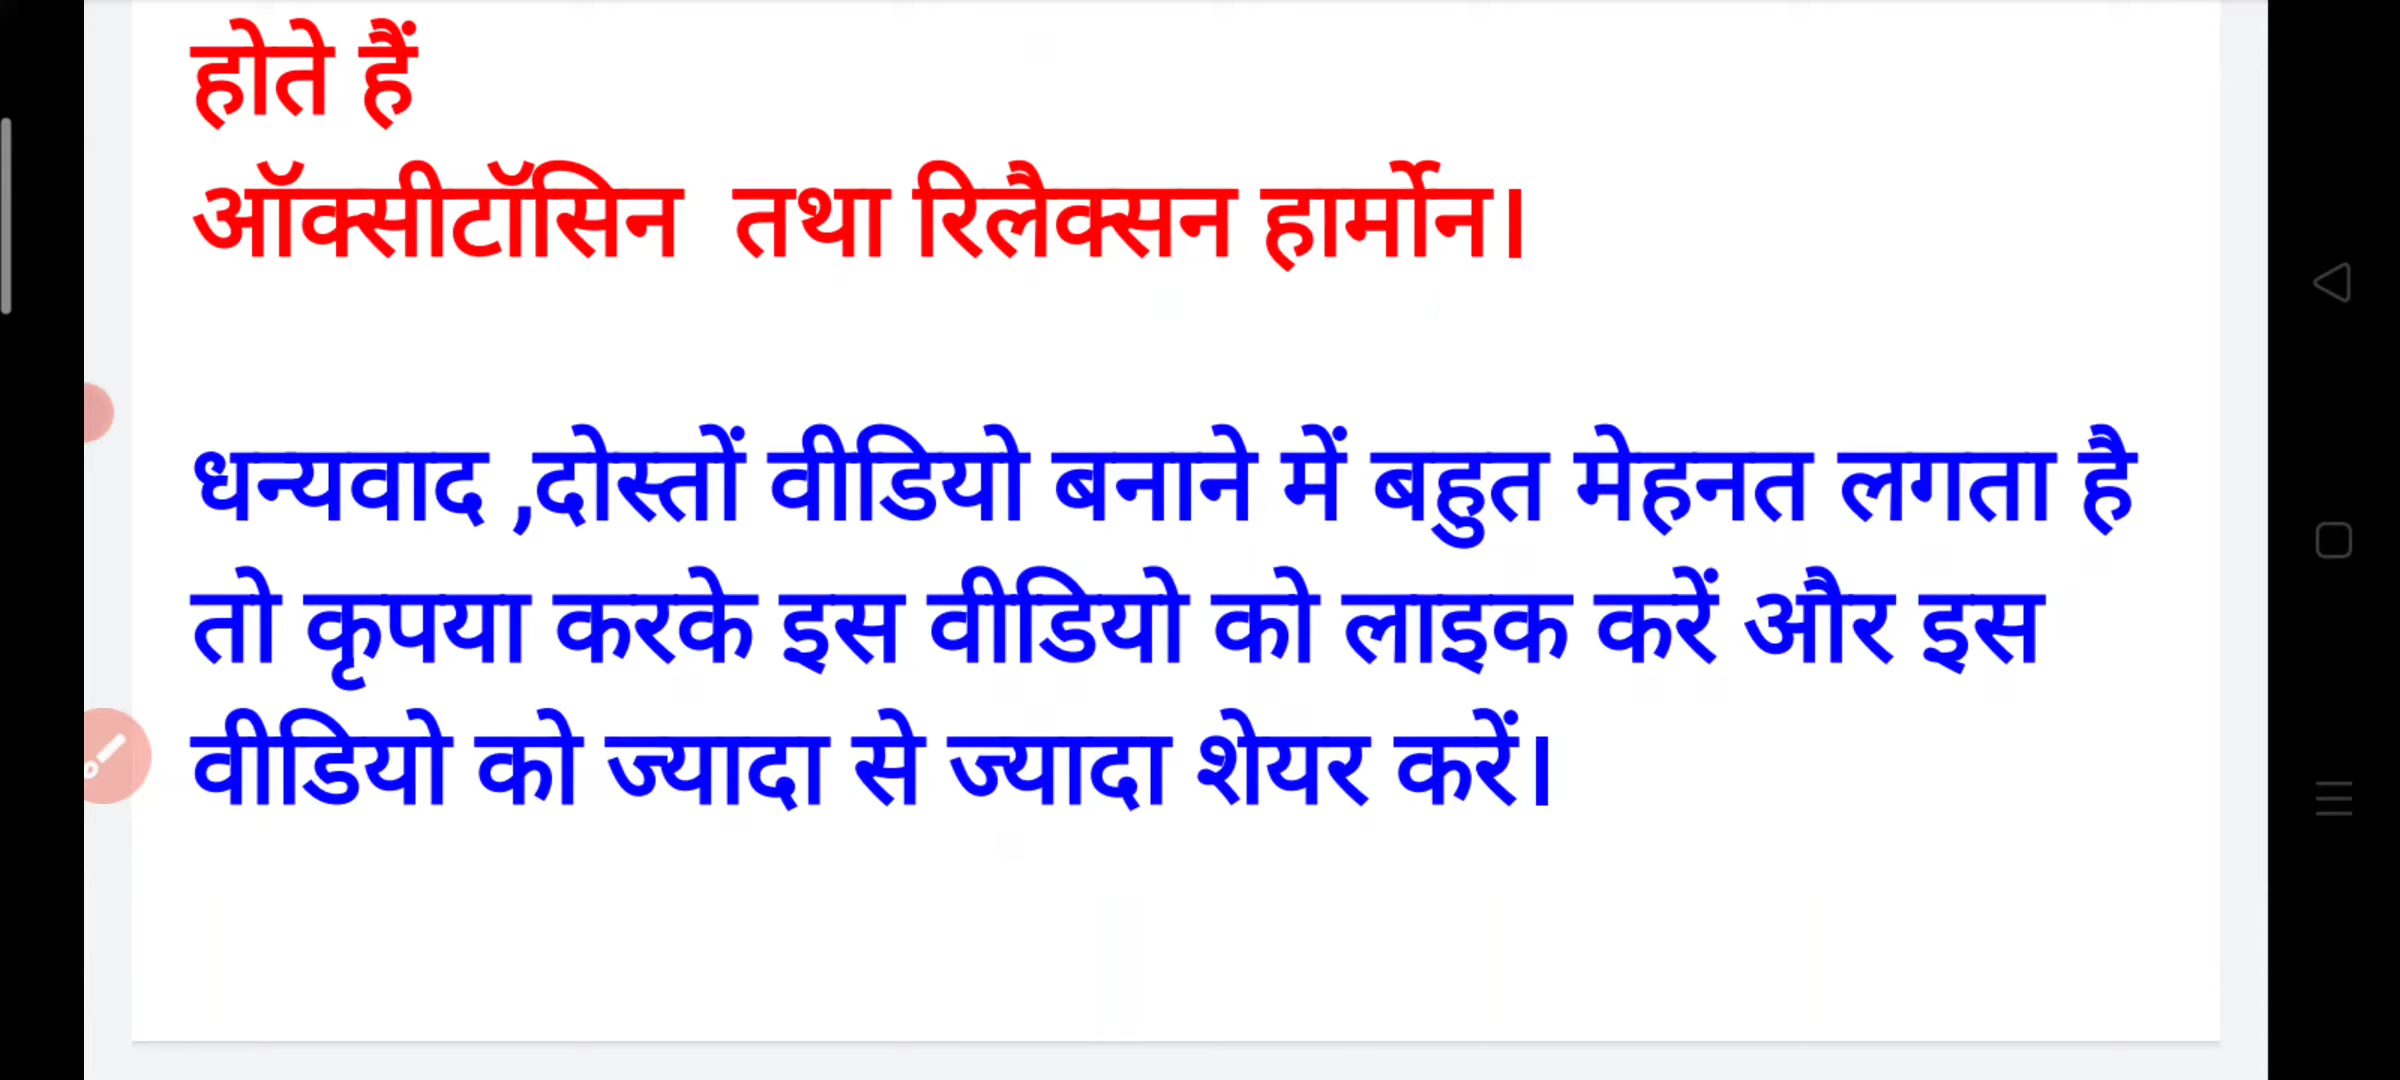 होते हैं
ऑक्सीटॉसिन तथा रिलैक्सन हार्मोन।
धन्यवाद ,दोस्तों वीडियो बनाने में बहुत मेहनत लगता है
तो कृपया करके इस वीडियो को लाइक करें और इस
वीडियो को ज्यादा से ज्यादा शेयर करें।